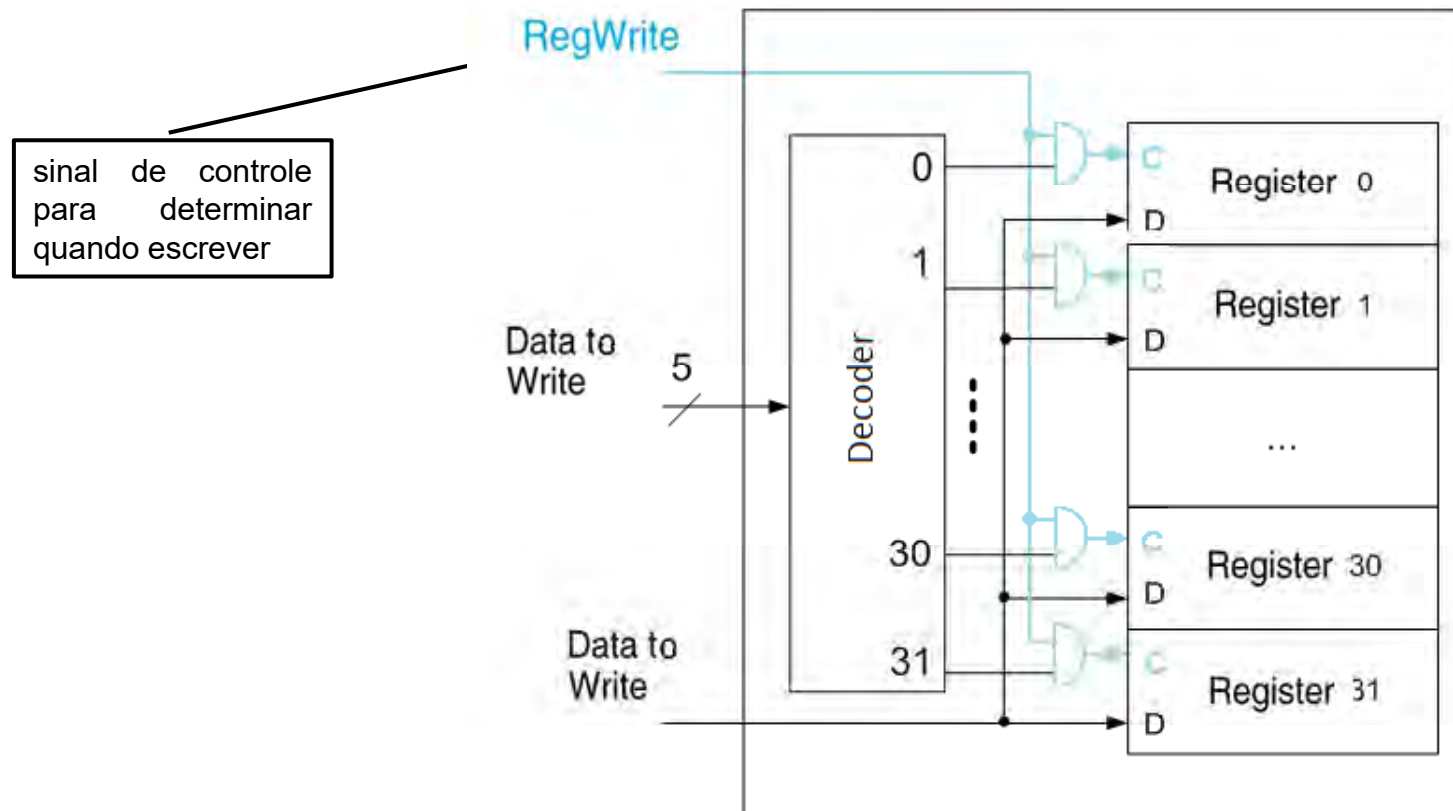 RegWrite
sinal de controle
para determinar
quando escrever
Data to
Write
5
Decoder
0
1
30
31
Data to
Write
C
Register 0
D
C
Register 1
D
...
C
Register 30
D
C
Register 31
D